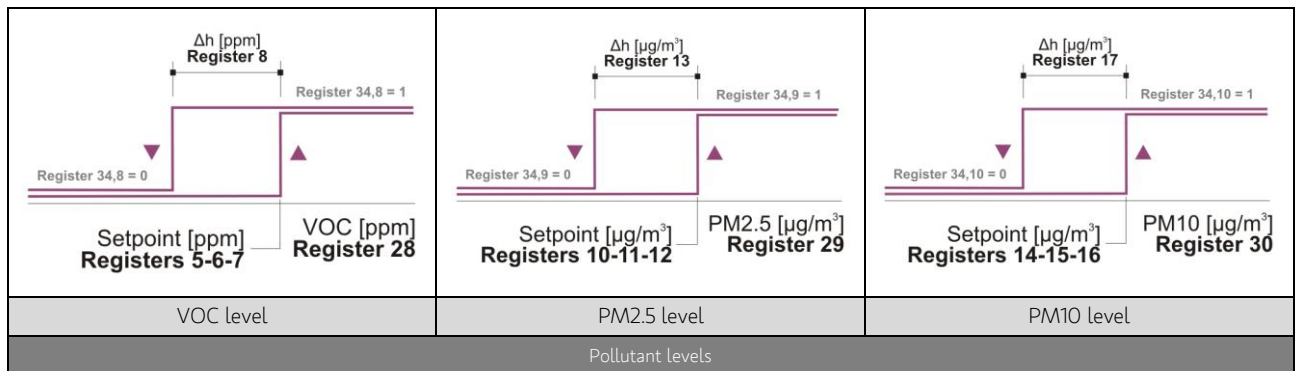 Δh [ppm]
Register 8
Register 34,8 = 1
Register 34,8 = 0
Setpoint [ppm]
Registers 5-6-7
VOC [ppm]
Register 28
Δh [µg/m³]
Register 13
Register 34,9 = 1
Register 34,9 = 0
Setpoint [µg/m³]
Registers 10-11-12
PM2.5 [µg/m³]
Register 29
Δh [µg/m³]
Register 17
Register 34,10 = 1
Register 34,10 = 0
Setpoint [µg/m³]
Registers 14-15-16
PM10 [µg/m³]
Register 30
VOC level
PM2.5 level
PM10 level
Pollutant levels